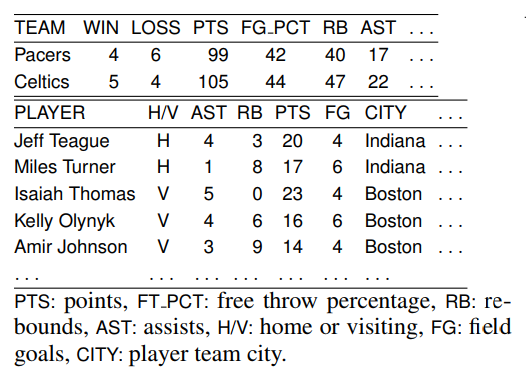 TEAM WIN LOSS PTS FG_PCT RB AST ...
Pacers 4 6 99 42 40 17 ...
Celtics 5 4 105 44 47 22 ...
PLAYER H/V AST RB PTS FG CITY ...
Jeff Teague H 4 3 20 4 Indiana ...
Miles Turner H 1 8 17 6 Indiana ...
Isaiah Thomas V 5 0 23 4 Boston ...
Kelly Olynyk V 4 6 16 6 Boston ...
Amir Johnson V 3 9 14 4 Boston ...
... ... ... ... ... ... ...
PTS: points, FT_PCT: free throw percentage, RB: re-
bounds, AST: assists, H/V: home or visiting, FG: field
goals, CITY: player team city.